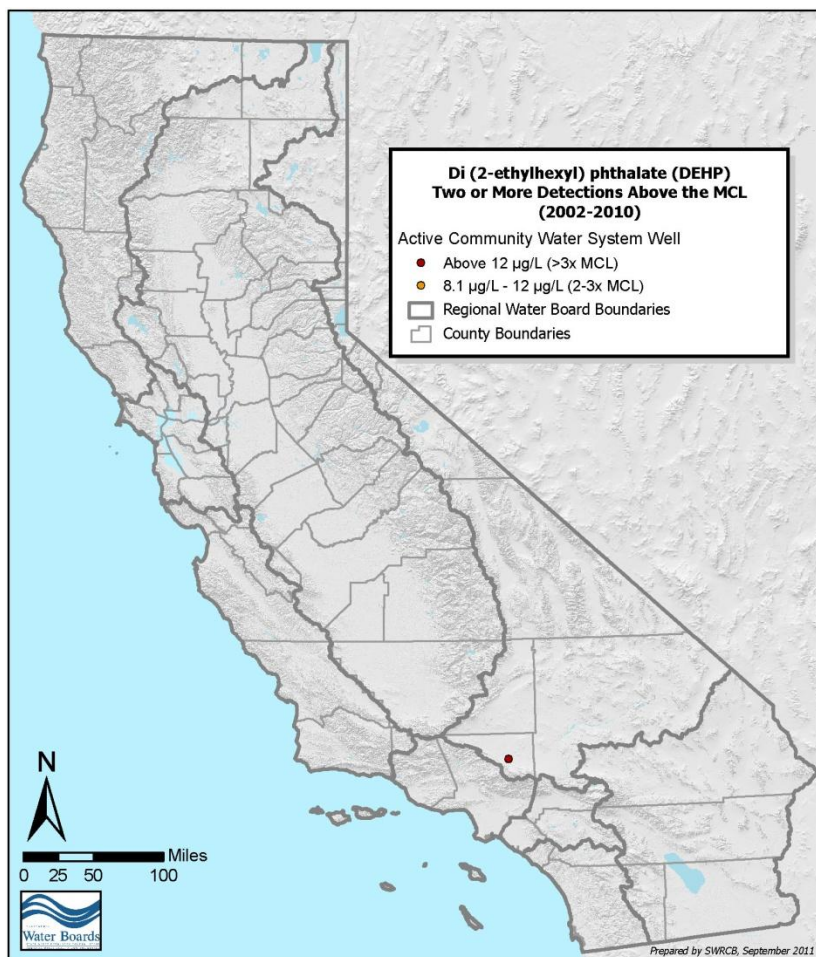 Di (2-ethylhexyl) phthalate (DEHP)
Two or More Detections Above the MCL
(2002-2010)
Active Community Water System Well
Above 12 µg/L (>3x MCL)
8.1 µg/L - 12 µg/L (2-3x MCL)
Regional Water Board Boundaries
County Boundaries
N
Miles
0 25 50 100
Water Boards
Prepared by SWRCB, September 2011